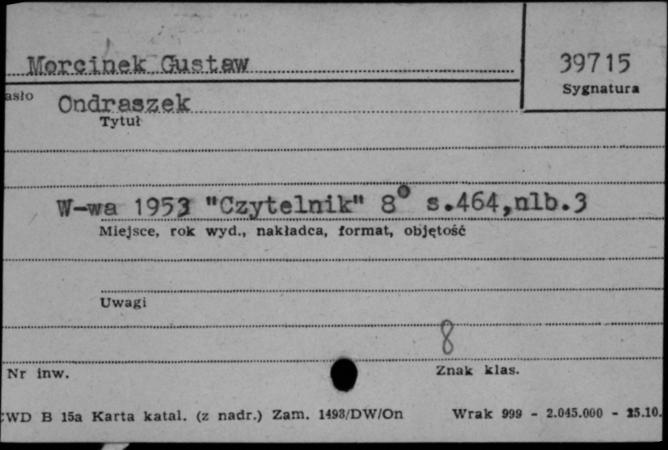 Morcinek Gustaw
39715
Sygnatura
asło
Ondraszek
Tytuł
W-wa 1953 "Czytelnik" 8° s.464,nlb.3
Miejsce, rok wyd., nakładca, format, objętość
Uwagi
8
Nr inw.
Znak klas.
WD B 15a Karta katal. (z nadr.) Zam. 1498/DW/On
Wrak 999 - 2.045.000 - 25.10.